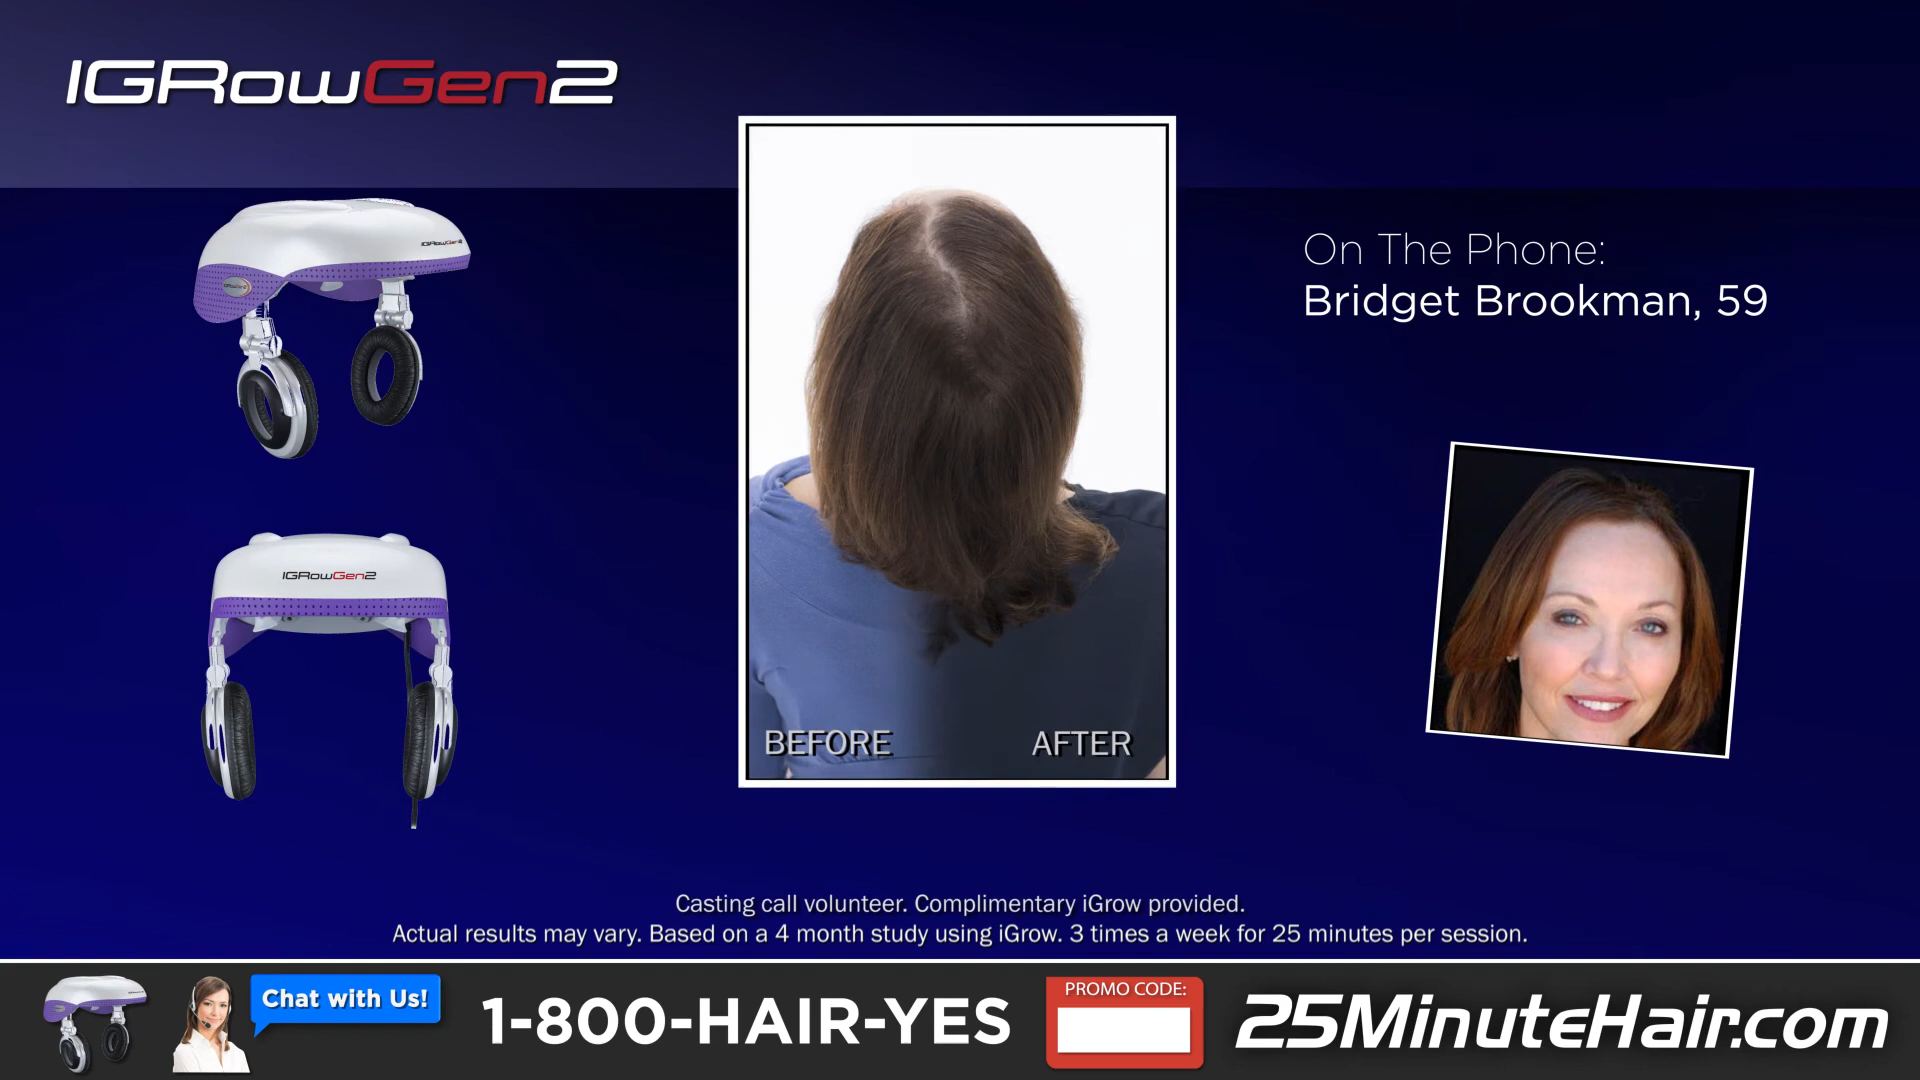 IGRowGen2
IGRowGen2
IGRowGen2
On The Phone:
Bridget Brookman, 59
BEFORE
AFTER
Casting call volunteer. Complimentary iGrow provided.
Actual results may vary. Based on a 4 month study using iGrow. 3 times a week for 25 minutes per session.
Chat with Us!
1-800-HAIR-YES
PROMO CODE:
25MinuteHair.com